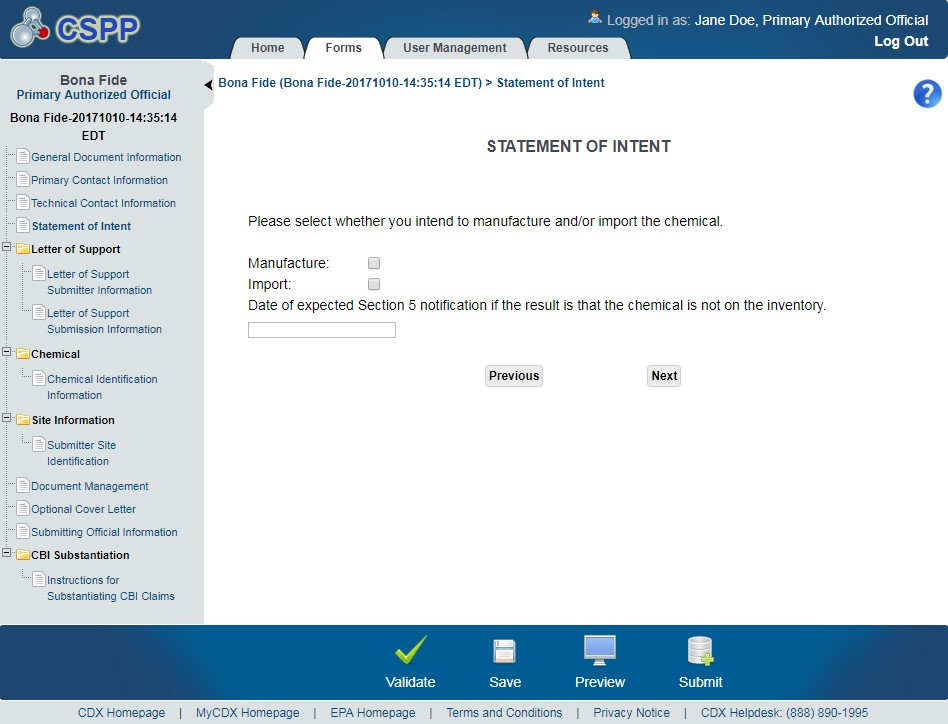 CSPP
Logged in as: Jane Doe, Primary Authorized Official
Log Out
Home
Forms
User Management
Resources
Bona Fide
Primary Authorized Official
Bona Fide-20171010-14:35:14
EDT
General Document Information
Primary Contact Information
Technical Contact Information
Statement of Intent
Letter of Support
Letter of Support
Submitter Information
Letter of Support
Submission Information
Chemical
Chemical Identification
Information
Site Information
Submitter Site
Identification
Document Management
Optional Cover Letter
Submitting Official Information
CBI Substantiation
Instructions for
Substantiating CBI Claims
Bona Fide (Bona Fide-20171010-14:35:14 EDT) > Statement of Intent
?
STATEMENT OF INTENT
Please select whether you intend to manufacture and/or import the chemical.
Manufacture:
Import:
Date of expected Section 5 notification if the result is that the chemical is not on the inventory.
Previous
Next
Validate
Save
Preview
Submit
CDX Homepage | MyCDX Homepage | EPA Homepage | Terms and Conditions | Privacy Notice | CDX Helpdesk: (888) 890-1995